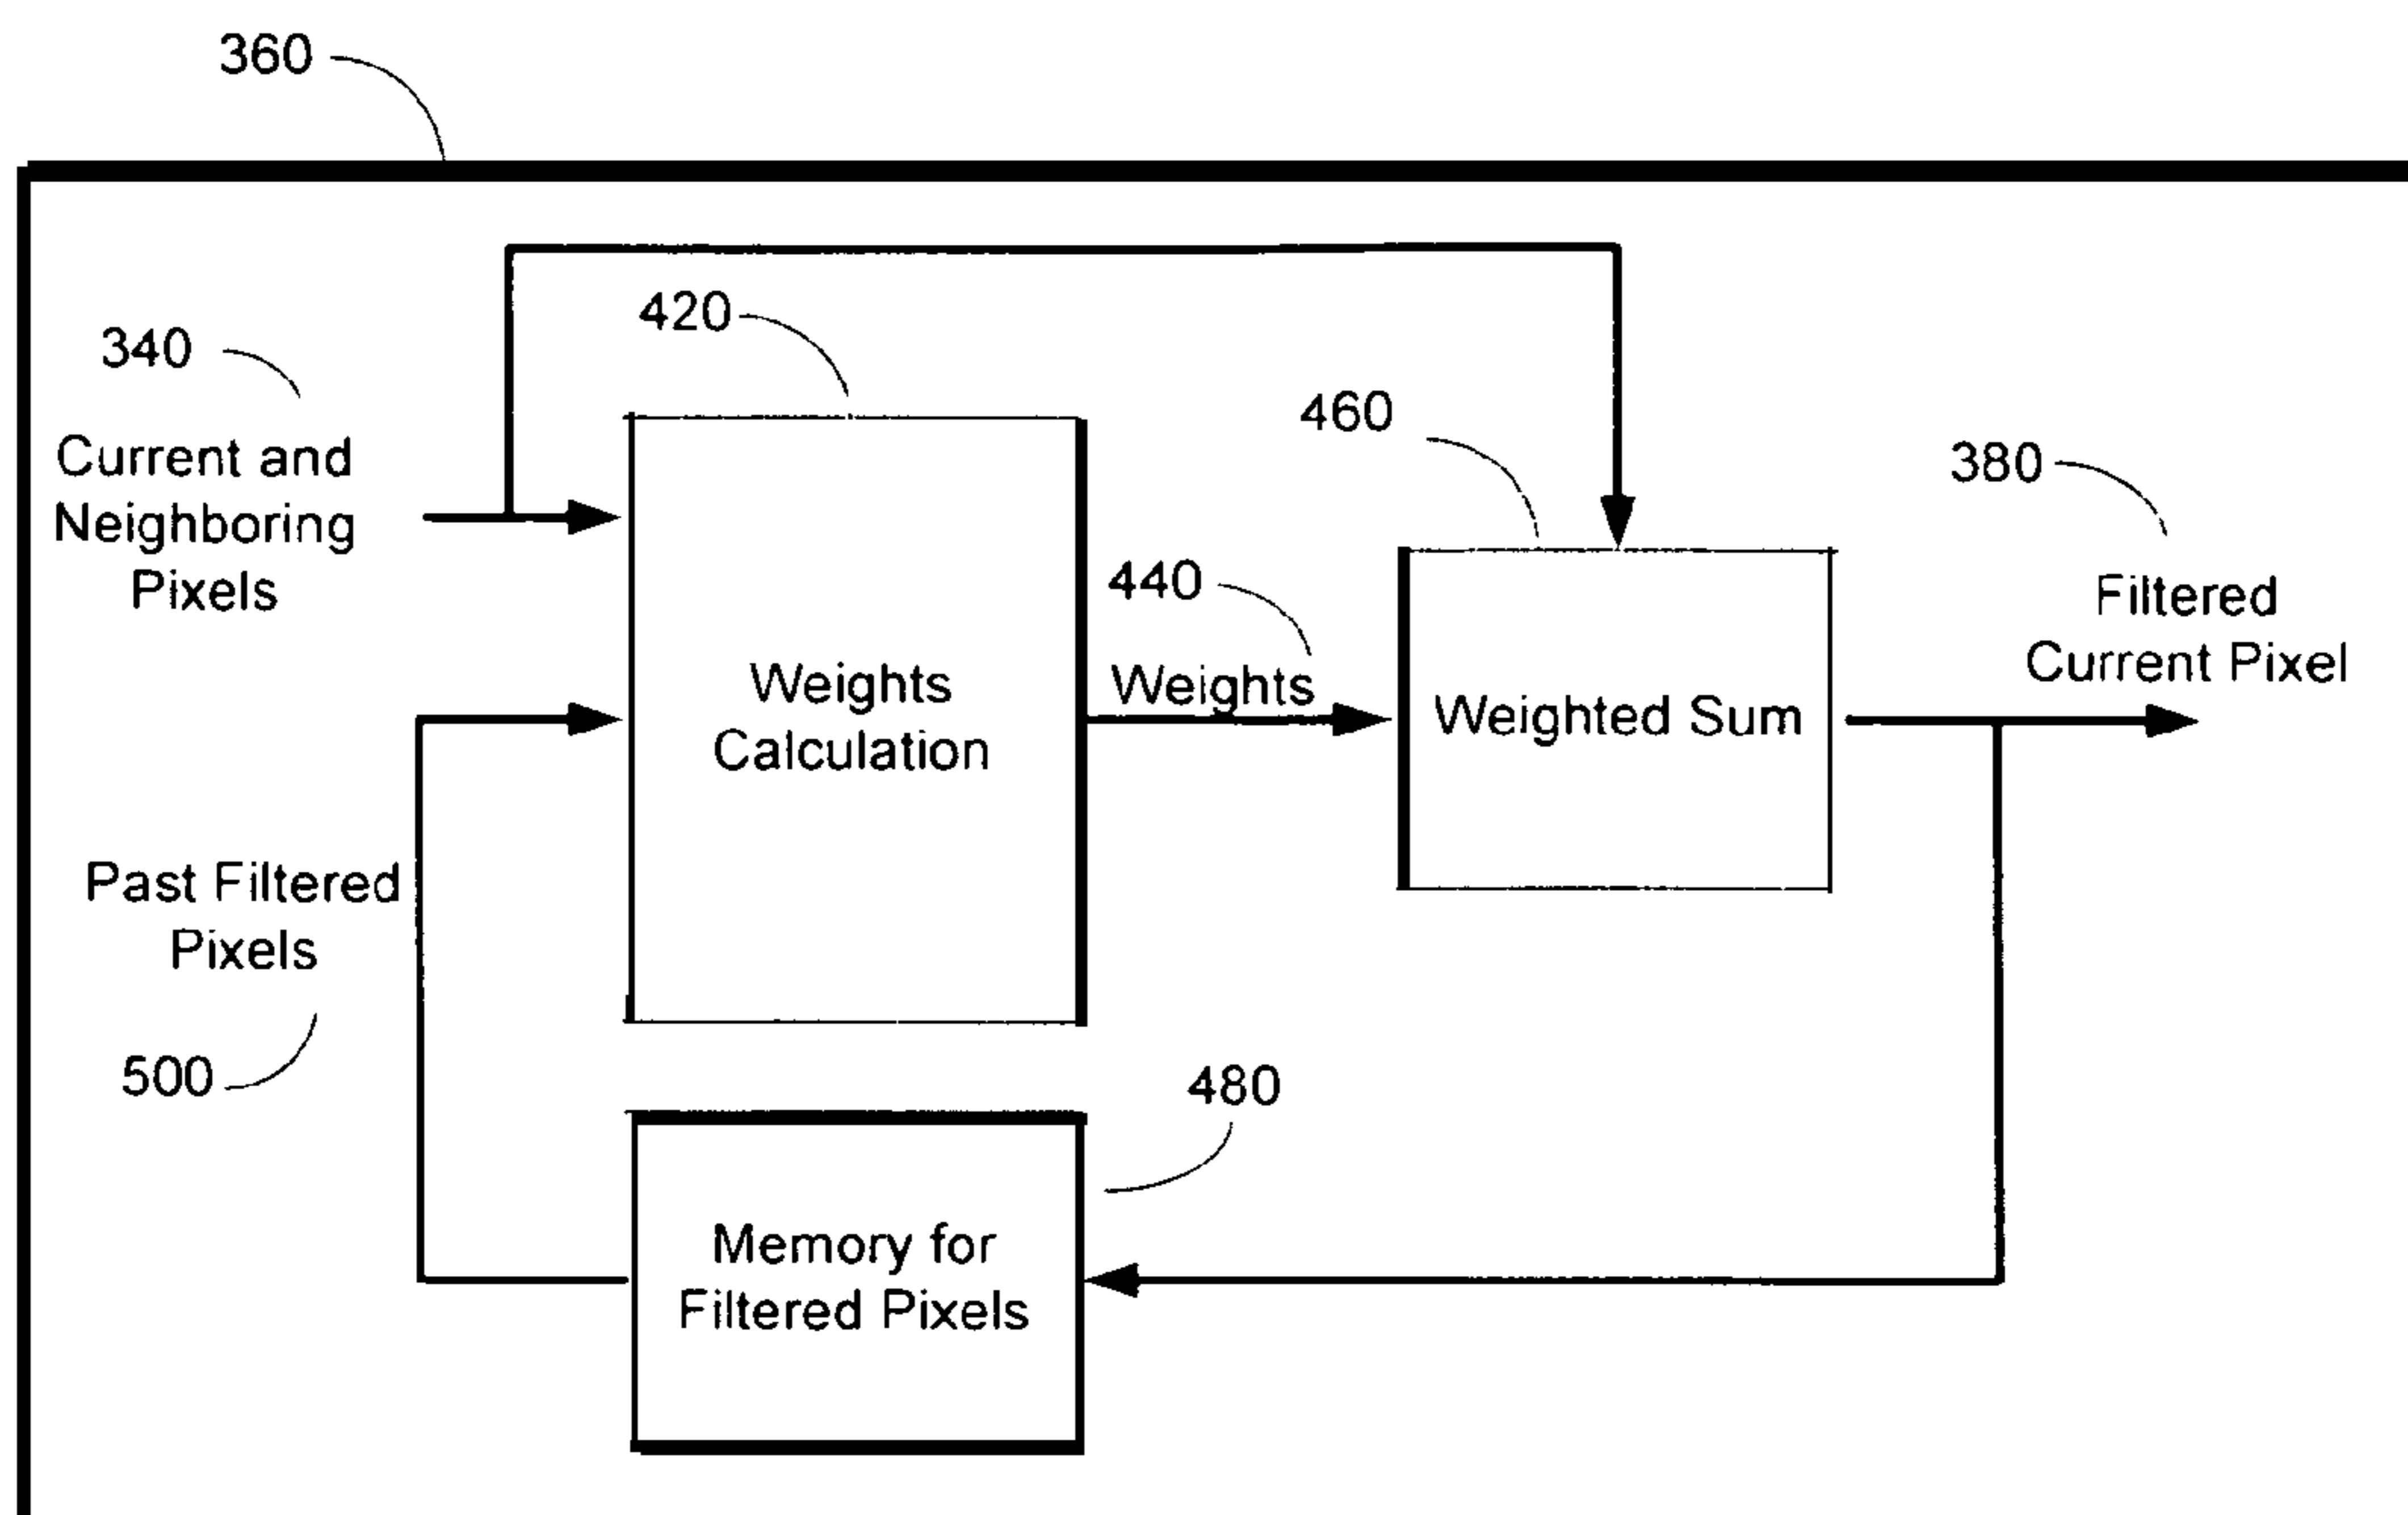 360
420
340
460
380
Current and
Neighboring
Pixels
440
Weights
Filtered
Current Pixel
Weights
Calculation
Weighted Sum
Past Filtered
Pixels
500
480
Memory for
Filtered Pixels